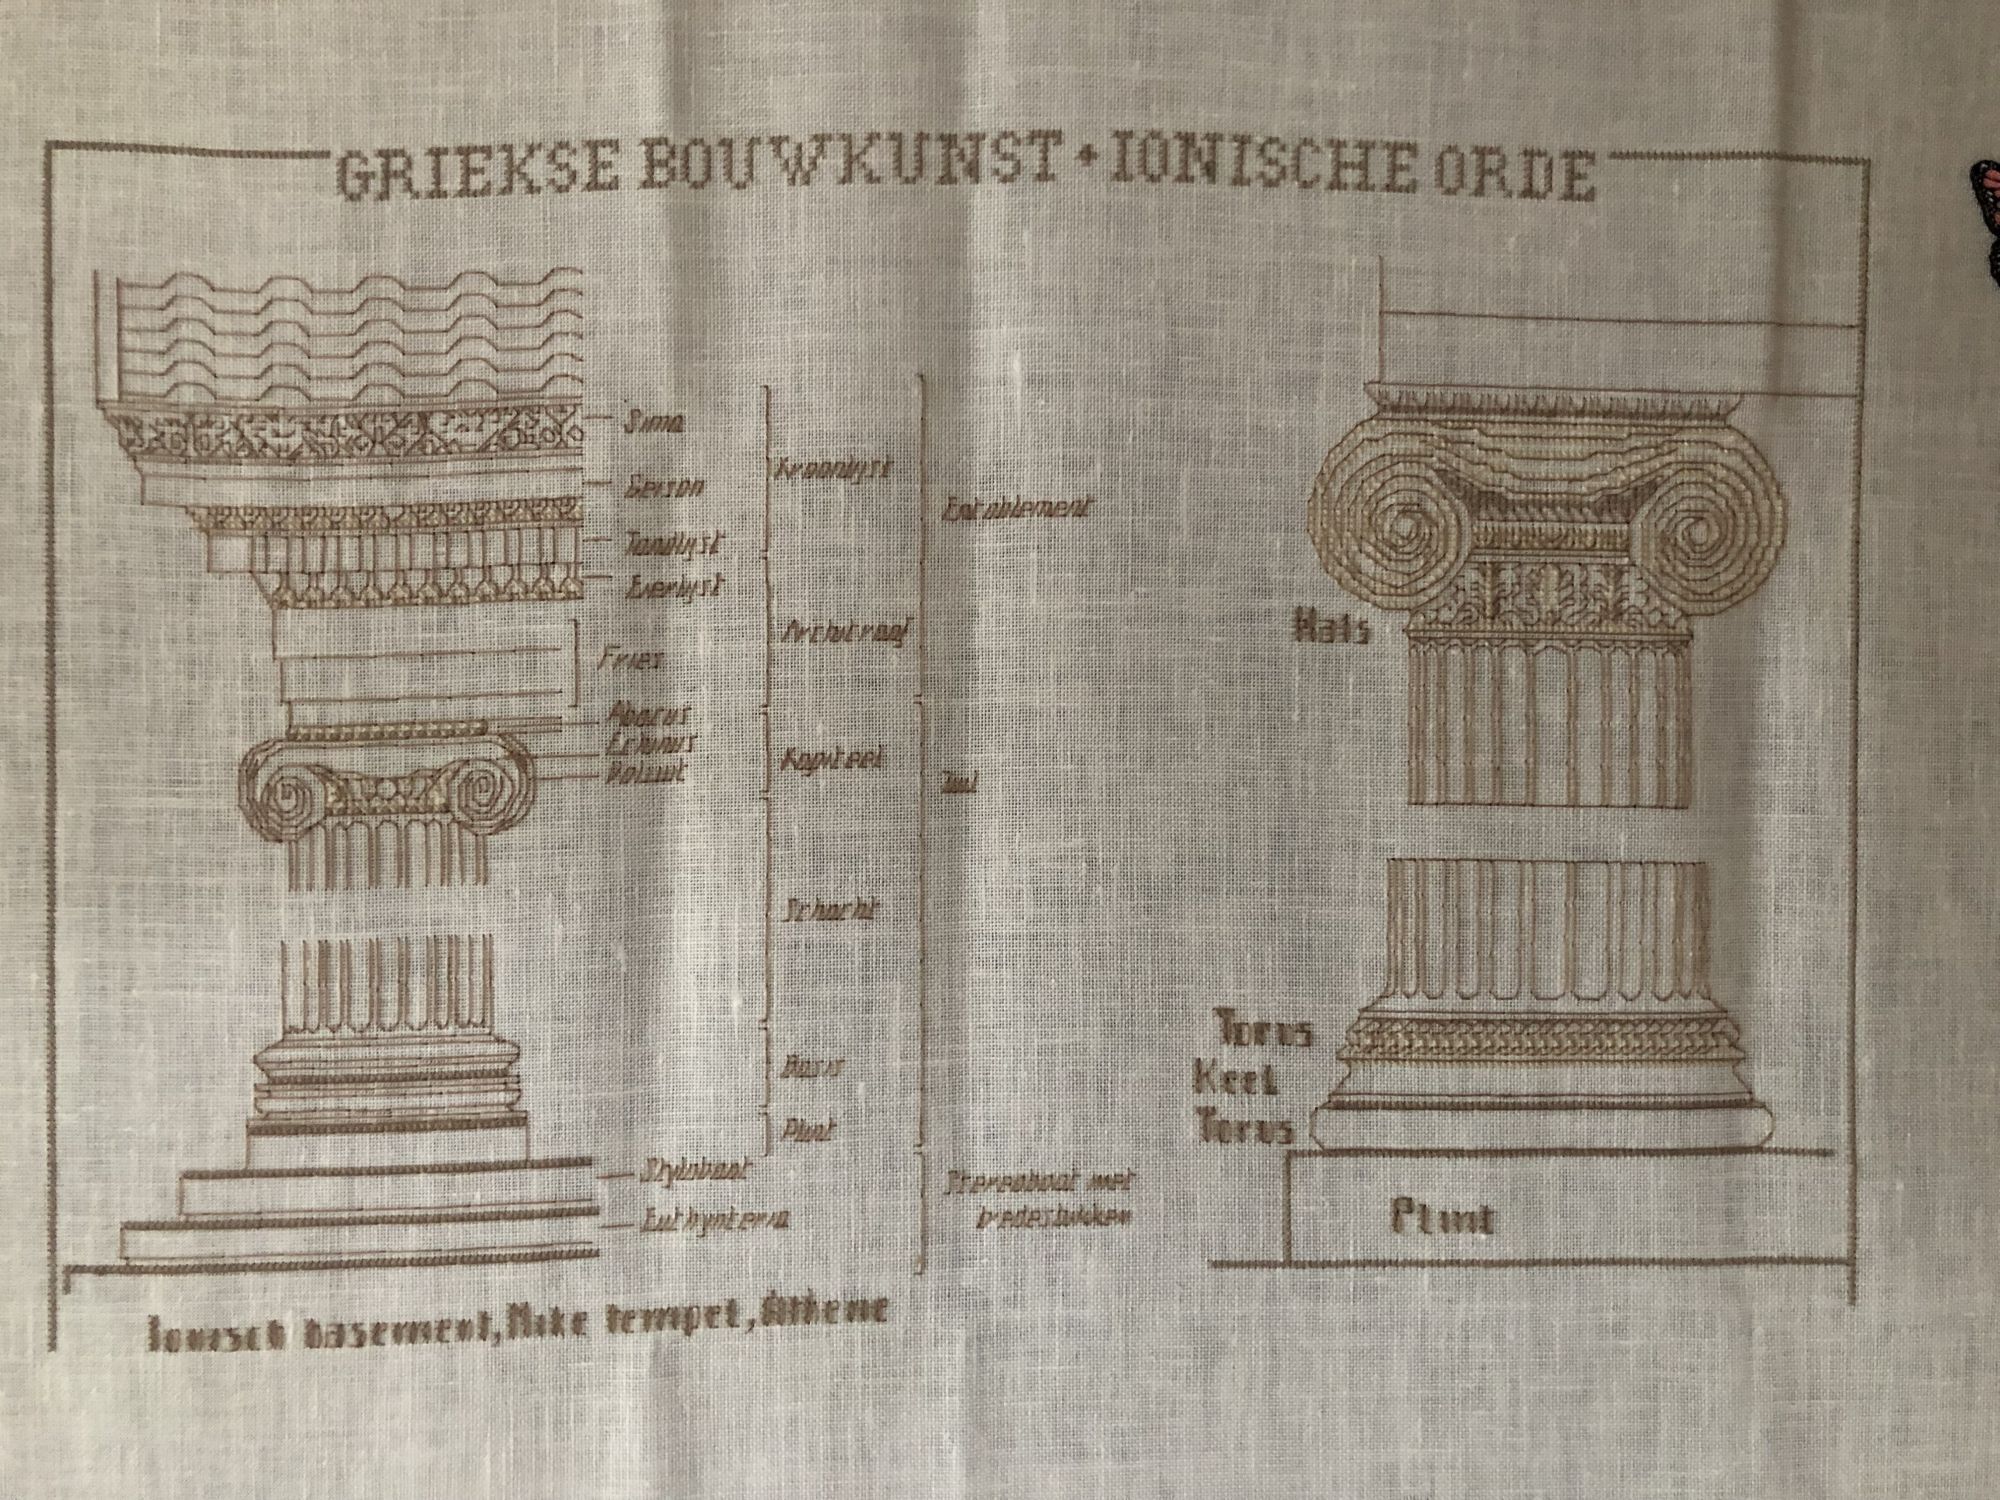 GRIEKSE BOUWKUNST • IONISCHE ORDE
Sima
Geison
Tandlijst
Eierlijst
Fries
Abacus
Echinus
Voluut
Kroonlijst
Architraaf
Kapiteel
Schacht
Basis
Plint
Entablement
Zuil
Stylobaat
Euthynteria
Stereobaat met
tredestukken
Ionisch basement, Nike tempel, Athene
Hals
Torus
Keel
Torus
Plint